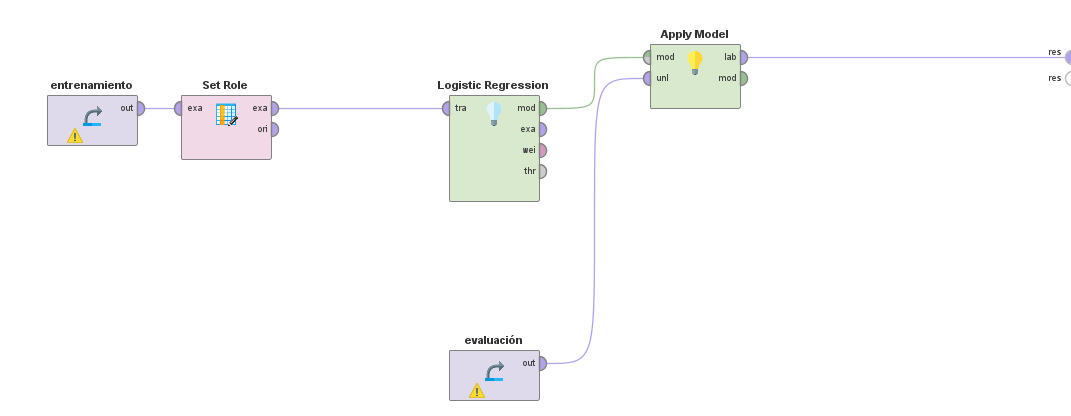 Apply Model
mod
lab
unl
mod
res
res
entrenamiento
out
Set Role
exa
exa
ori
Logistic Regression
tra
mod
exa
wei
thr
evaluación
out